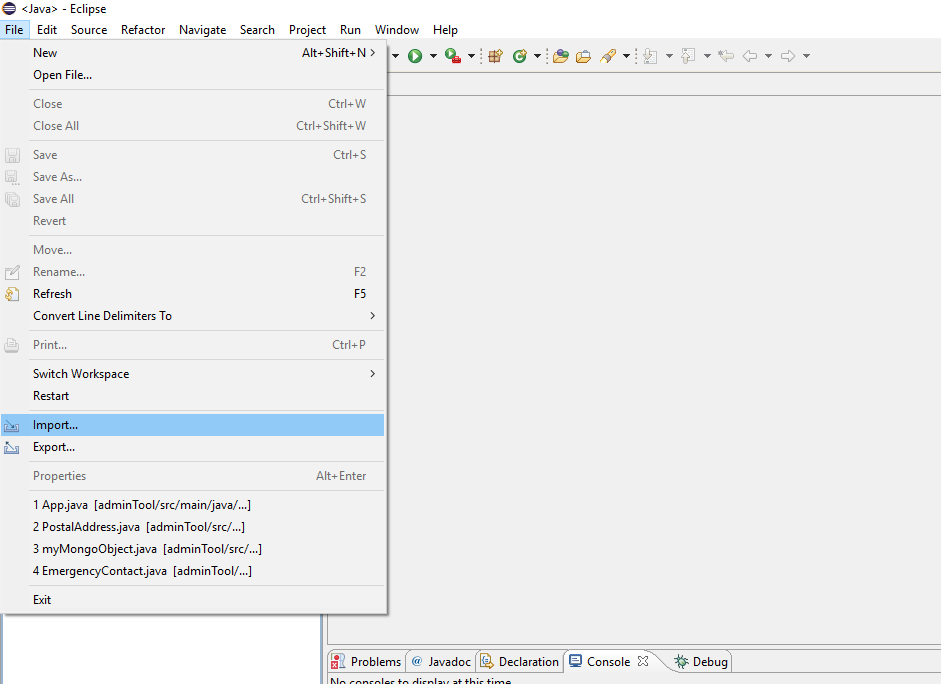 <Java> - Eclipse
File Edit Source Refactor Navigate Search Project Run Window Help
New Alt+Shift+N >
Open File...
Close Ctrl+W
Close All Ctrl+Shift+W
Save Ctrl+S
Save As...
Save All Ctrl+Shift+S
Revert
Move...
Rename... F2
Refresh F5
Convert Line Delimiters To >
Print... Ctrl+P
Switch Workspace >
Restart
Import...
Export...
Properties Alt+Enter
1 App.java [adminTool/src/main/java/...]
2 PostalAddress.java [adminTool/src/...]
3 myMongoObject.java [adminTool/src/...]
4 EmergencyContact.java [adminTool/...]
Exit
Problems @ Javadoc Declaration Console Debug
No consoles to display at this time.